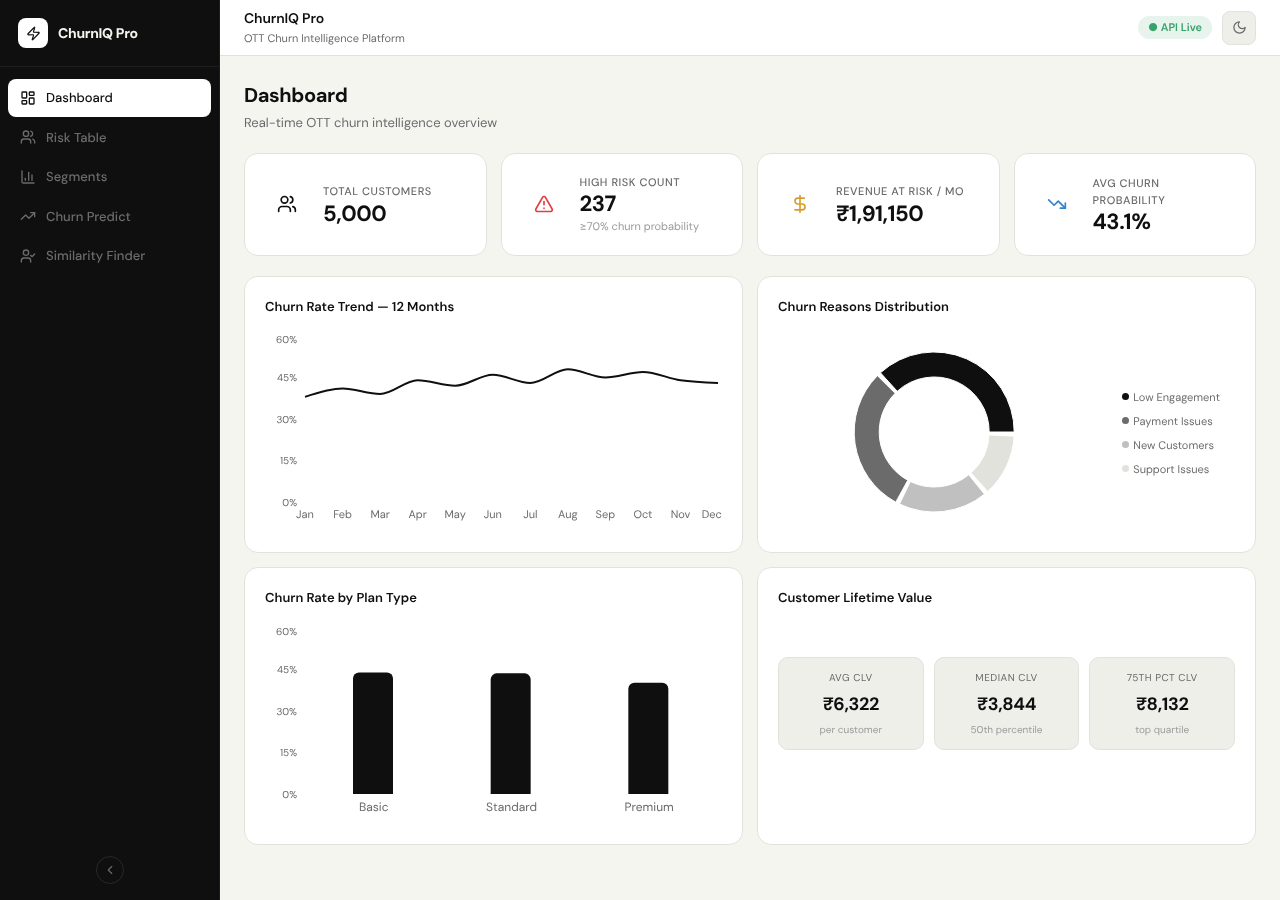 ChurnIQ Pro
Dashboard
Risk Table
Segments
Churn Predict
Similarity Finder
ChurnIQ Pro
OTT Churn Intelligence Platform
API Live
Dashboard
Real-time OTT churn intelligence overview
TOTAL CUSTOMERS
5,000
HIGH RISK COUNT
237
≥70% churn probability
REVENUE AT RISK / MO
₹1,91,150
AVG CHURN
PROBABILITY
43.1%
Churn Rate Trend — 12 Months
60%
45%
30%
15%
0%
Jan Feb Mar Apr May Jun Jul Aug Sep Oct Nov Dec
Churn Reasons Distribution
Low Engagement
Payment Issues
New Customers
Support Issues
Churn Rate by Plan Type
60%
45%
30%
15%
0%
Basic Standard Premium
Customer Lifetime Value
AVG CLV
₹6,322
per customer
MEDIAN CLV
₹3,844
50th percentile
75TH PCT CLV
₹8,132
top quartile